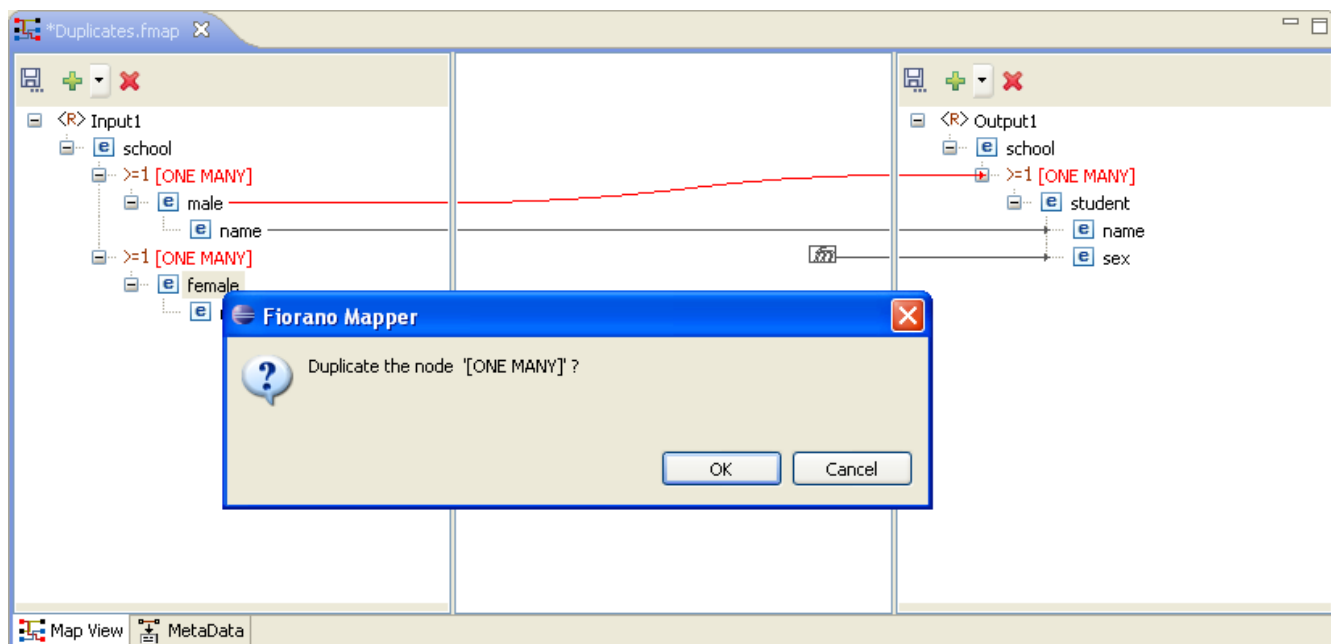 *Duplicates.fmap
<R> Input1
e school
>=1 [ONE MANY]
e male
e name
>=1 [ONE MANY]
e female
e
fn
<R> Output1
e school
>=1 [ONE MANY]
e student
e name
e sex
Fiorano Mapper
Duplicate the node '[ONE MANY]' ?
OK
Cancel
Map View
MetaData